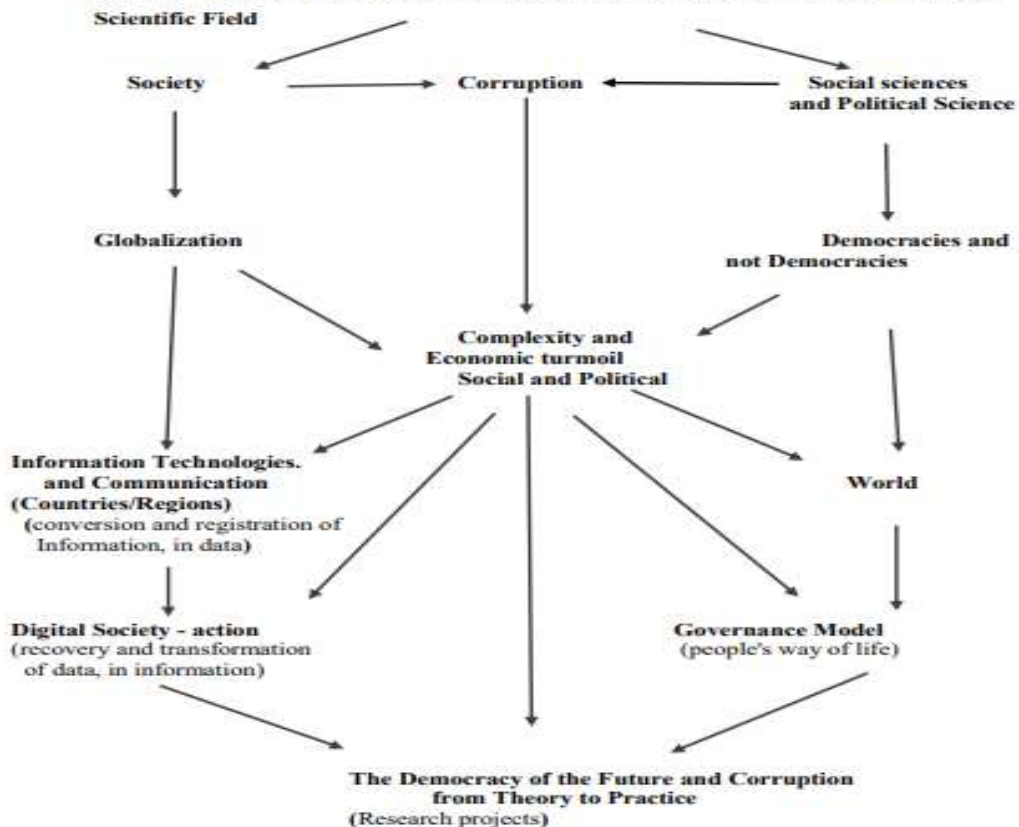 Scientific Field
Society
Corruption
Social sciences
and Political Science
Globalization
Democracies and
not Democracies
Complexity and
Economic turmoil
Social and Political
Information Technologies.
and Communication
(Countries/Regions)
(conversion and registration of
Information, in data)
World
Digital Society - action
(recovery and transformation
of data, in information)
Governance Model
(people's way of life)
The Democracy of the Future and Corruption
from Theory to Practice
(Research projects)